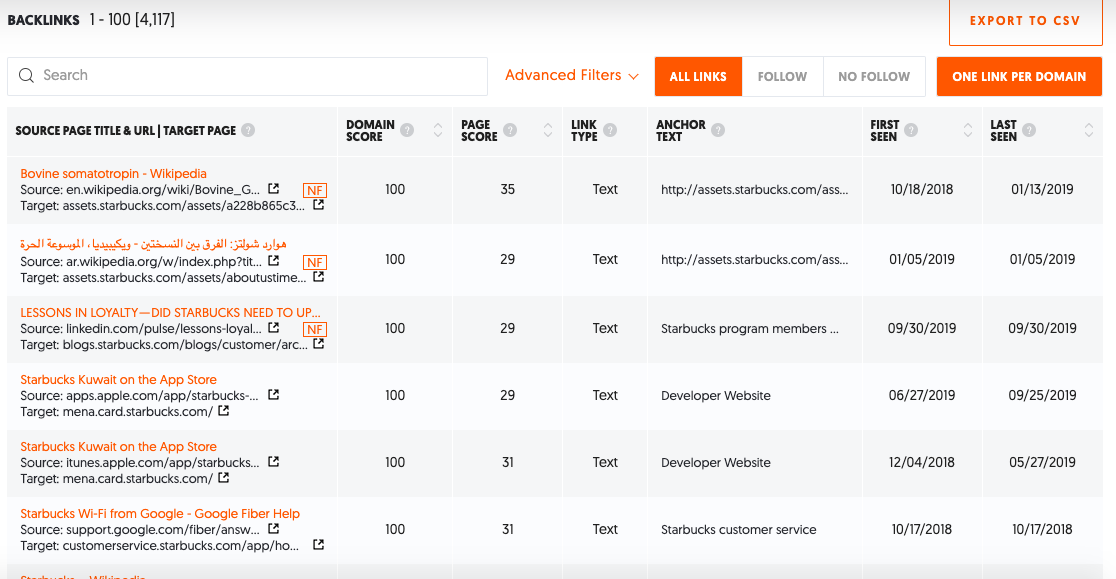 BACKLINKS 1 - 100 [4,117]
EXPORT TO CSV
Search
Advanced Filters
ALL LINKS
FOLLOW
NO FOLLOW
ONE LINK PER DOMAIN
SOURCE PAGE TITLE & URL | TARGET PAGE ?
DOMAIN SCORE ?
PAGE SCORE ?
LINK TYPE ?
ANCHOR TEXT ?
FIRST SEEN ?
LAST SEEN ?
Bovine somatotropin - Wikipedia
Source: en.wikipedia.org/wiki/Bovine_G... NF
Target: assets.starbucks.com/assets/a228b865c3...
100 35 Text http://assets.starbucks.com/ass... 10/18/2018 01/13/2019
هوارد شولتز: الفرق بين النسختين - ويكيبيديا، الموسوعة الحرة
Source: ar.wikipedia.org/w/index.php?tit... NF
Target: assets.starbucks.com/assets/aboutustime...
100 29 Text http://assets.starbucks.com/ass... 01/05/2019 01/05/2019
LESSONS IN LOYALTY—DID STARBUCKS NEED TO UP...
Source: linkedin.com/pulse/lessons-loyal... NF
Target: blogs.starbucks.com/blogs/customer/arc...
100 29 Text Starbucks program members ... 09/30/2019 09/30/2019
Starbucks Kuwait on the App Store
Source: apps.apple.com/app/starbucks-...
Target: mena.card.starbucks.com/
100 29 Text Developer Website 06/27/2019 09/25/2019
Starbucks Kuwait on the App Store
Source: itunes.apple.com/app/starbucks...
Target: mena.card.starbucks.com/
100 31 Text Developer Website 12/04/2018 05/27/2019
Starbucks Wi-Fi from Google - Google Fiber Help
Source: support.google.com/fiber/answ...
Target: customerservice.starbucks.com/app/ho...
100 31 Text Starbucks customer service 10/17/2018 10/17/2018